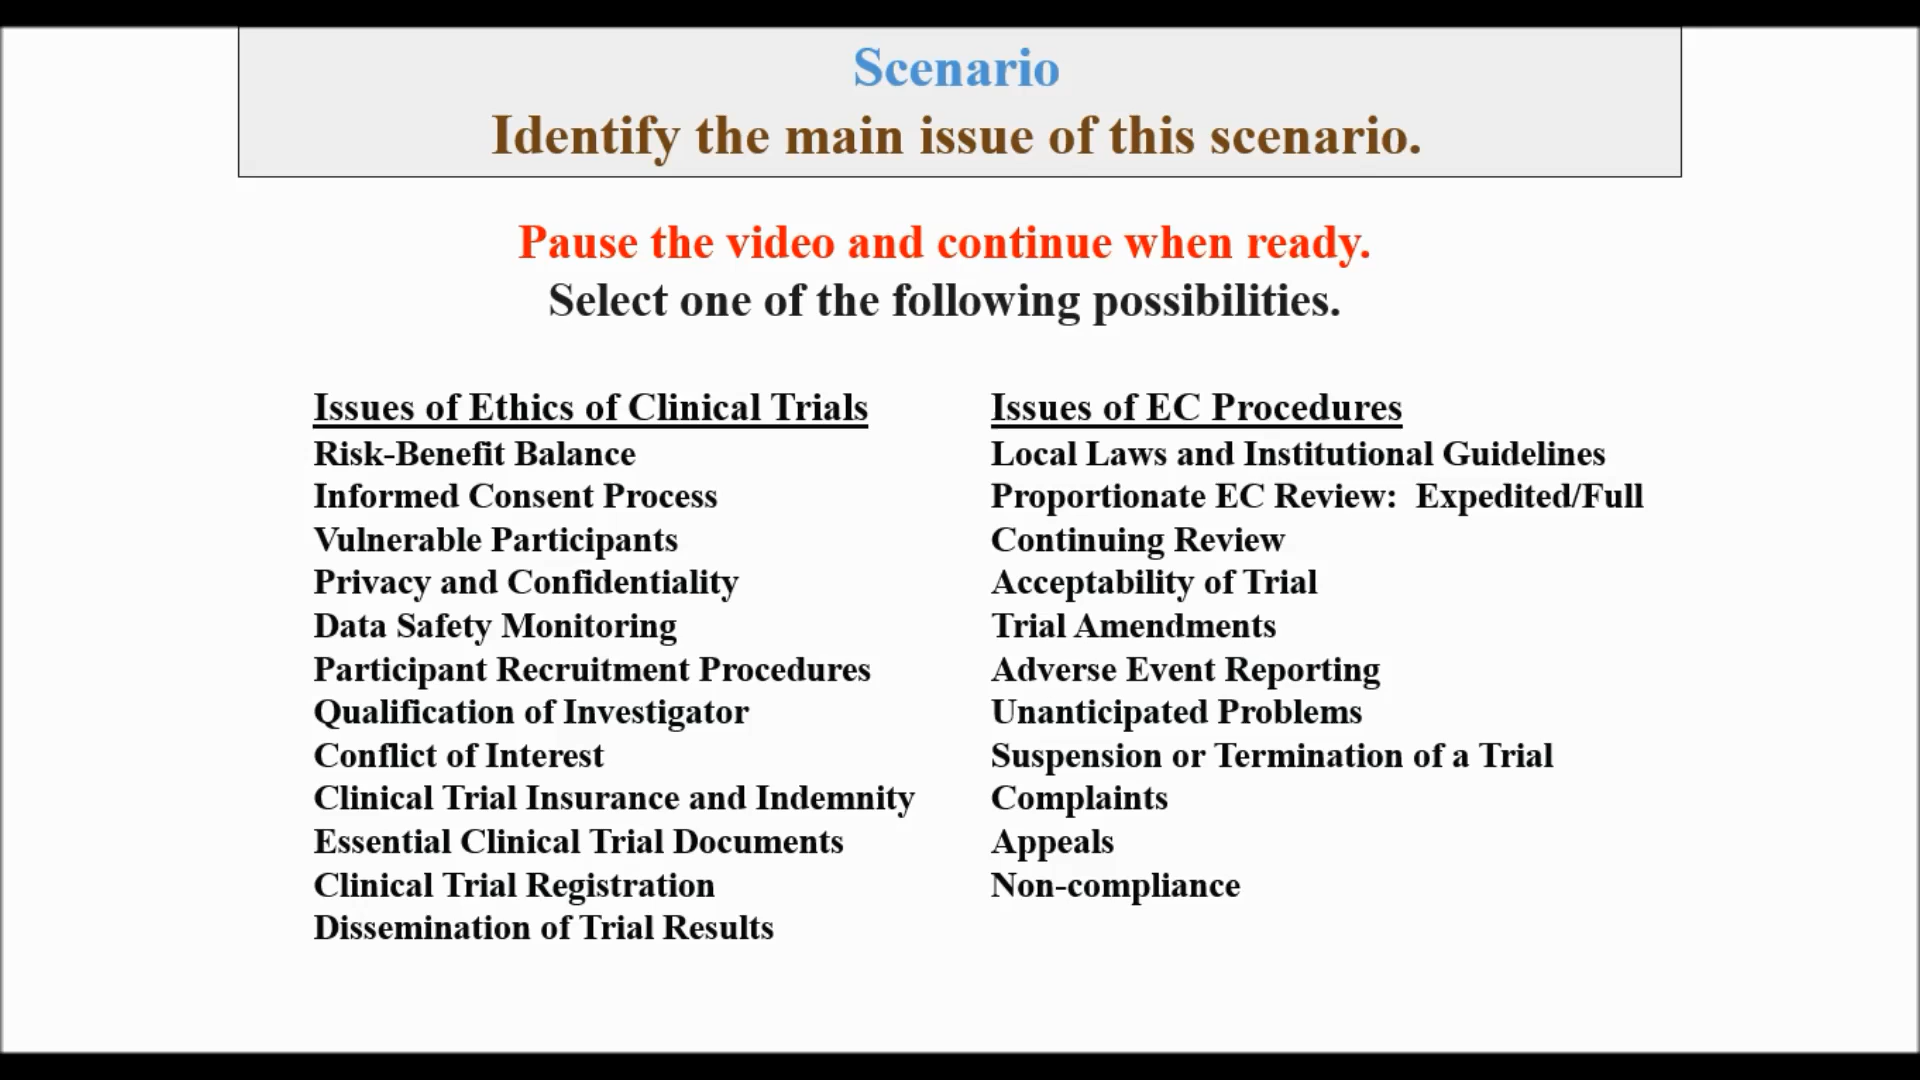 Scenario
Identify the main issue of this scenario.
Pause the video and continue when ready.
Select one of the following possibilities.
Issues of Ethics of Clinical Trials
Risk-Benefit Balance
Informed Consent Process
Vulnerable Participants
Privacy and Confidentiality
Data Safety Monitoring
Participant Recruitment Procedures
Qualification of Investigator
Conflict of Interest
Clinical Trial Insurance and Indemnity
Essential Clinical Trial Documents
Clinical Trial Registration
Dissemination of Trial Results
Issues of EC Procedures
Local Laws and Institutional Guidelines
Proportionate EC Review:  Expedited/Full
Continuing Review
Acceptability of Trial
Trial Amendments
Adverse Event Reporting
Unanticipated Problems
Suspension or Termination of a Trial
Complaints
Appeals
Non-compliance